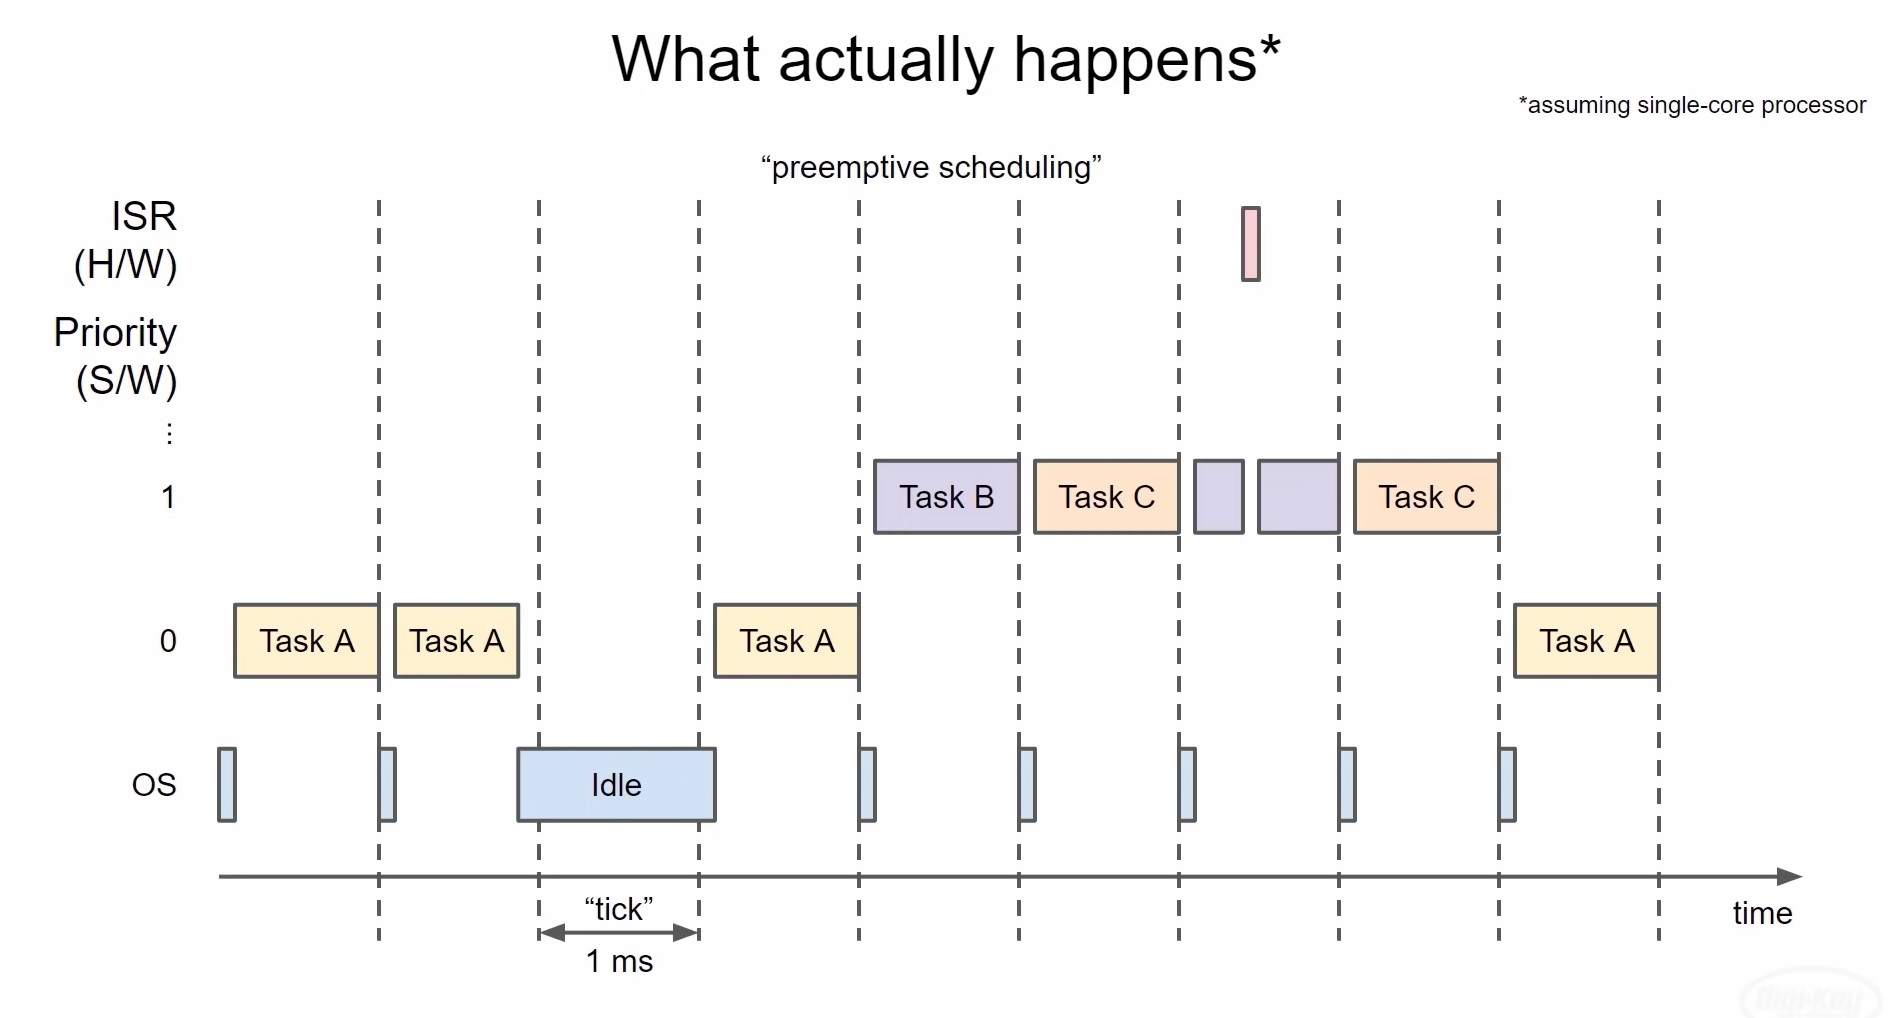 What actually happens*
*assuming single-core processor
“preemptive scheduling”
ISR
(H/W)
Priority
(S/W)
⋮
1
Task B
Task C
Task C
0
Task A
Task A
Task A
Task A
OS
Idle
“tick”
1 ms
time
Digi-Key